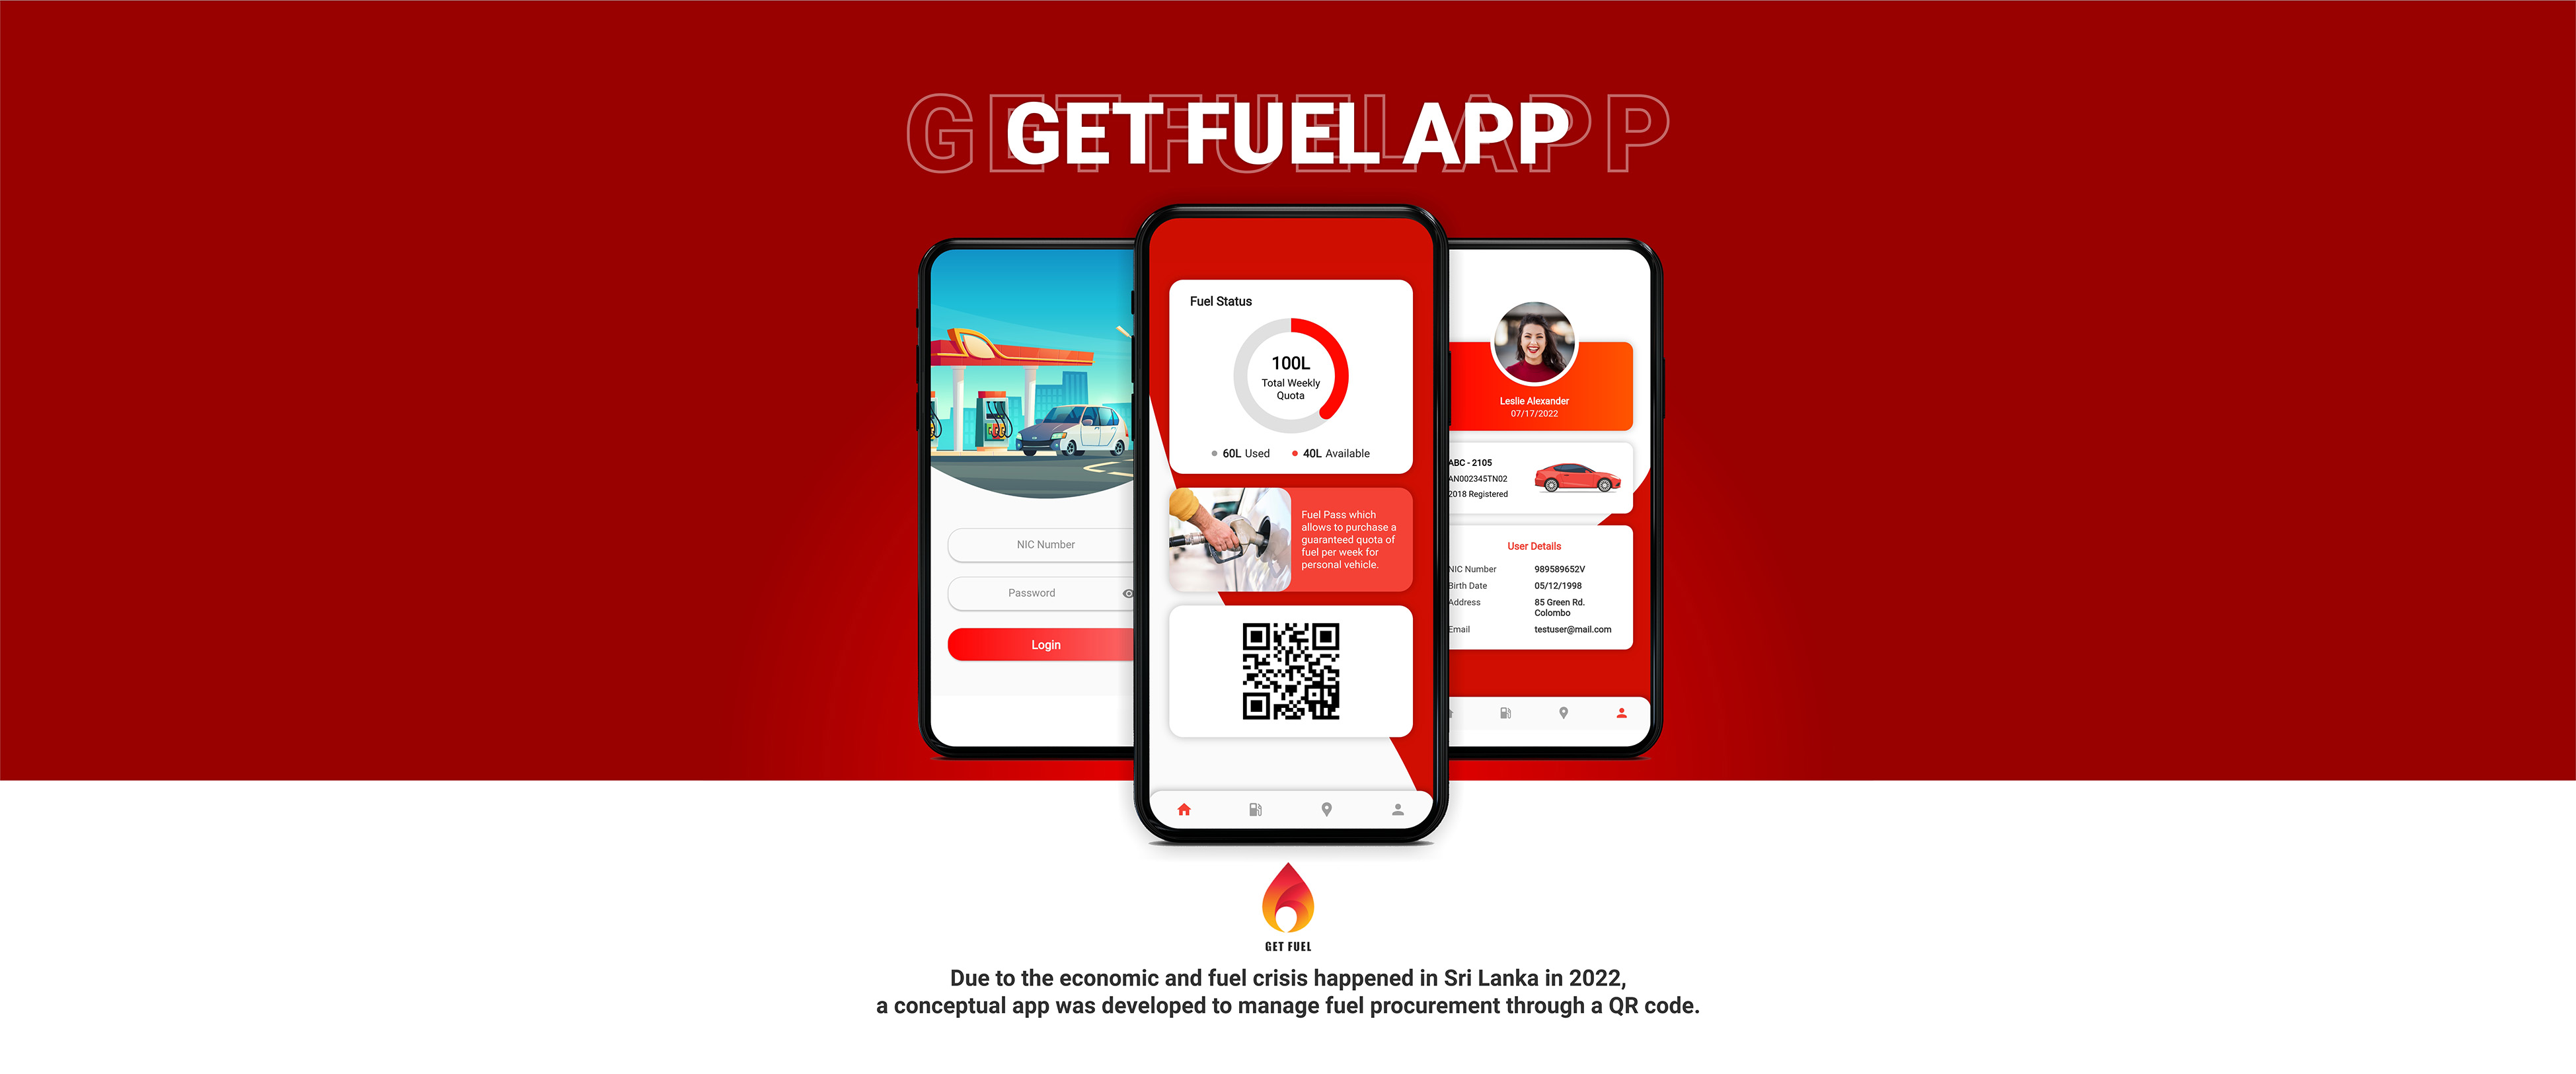 GET FUEL APP
GET FUEL APP
NIC Number
Password
Login
Fuel Status
100L
Total Weekly
Quota
60L Used
40L Available
Fuel Pass which
allows to purchase a
guaranteed quota of
fuel per week for
personal vehicle.
Leslie Alexander
07/17/2022
ABC - 2105
AN002345TN02
2018 Registered
User Details
NIC Number 989589652V
Birth Date 05/12/1998
Address 85 Green Rd.
Colombo
Email testuser@mail.com
GET FUEL
Due to the economic and fuel crisis happened in Sri Lanka in 2022,
a conceptual app was developed to manage fuel procurement through a QR code.